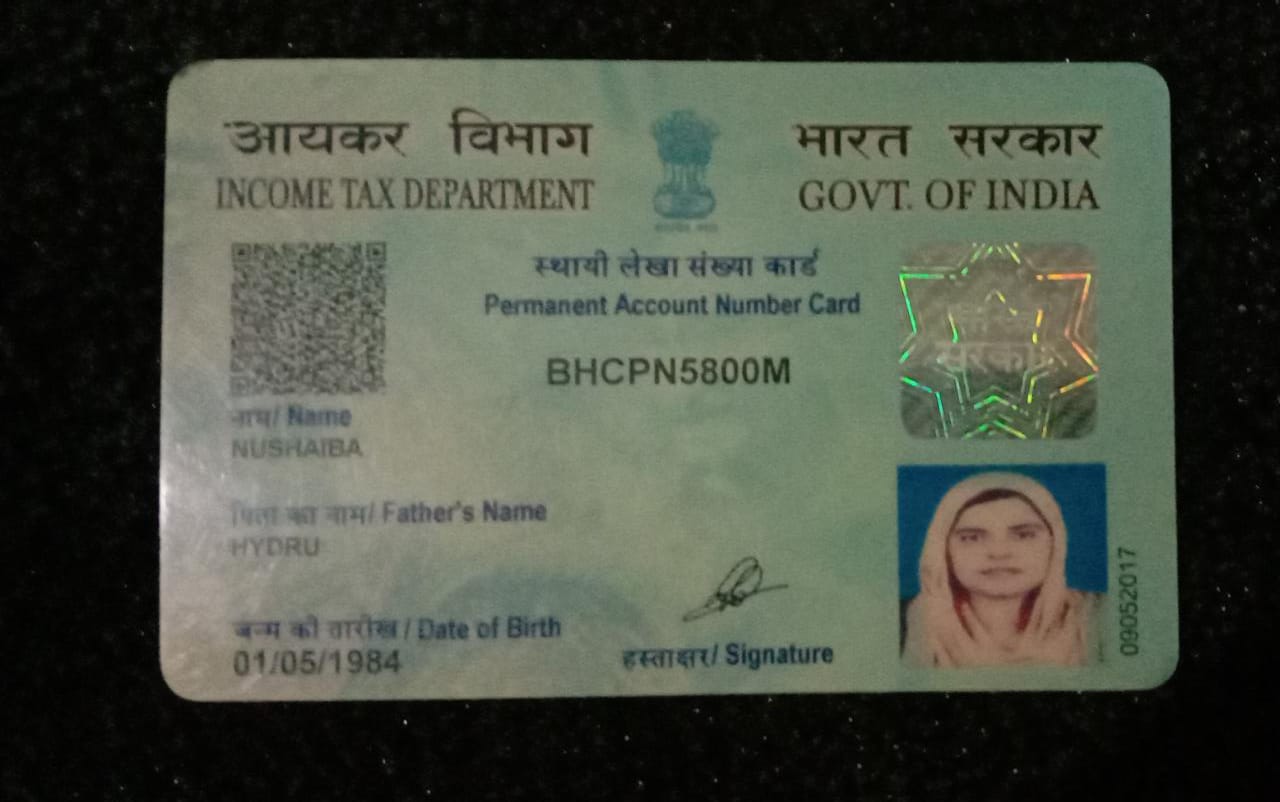 आयकर विभाग
INCOME TAX DEPARTMENT
भारत सरकार
GOVT. OF INDIA
स्थायी लेखा संख्या कार्ड
Permanent Account Number Card
BHCPN5800M
सरकार
नाम/ Name
NUSHAIBA
पिता का नाम/ Father's Name
HYDRU
जन्म की तारीख / Date of Birth
01/05/1984
हस्ताक्षर/ Signature
09052017